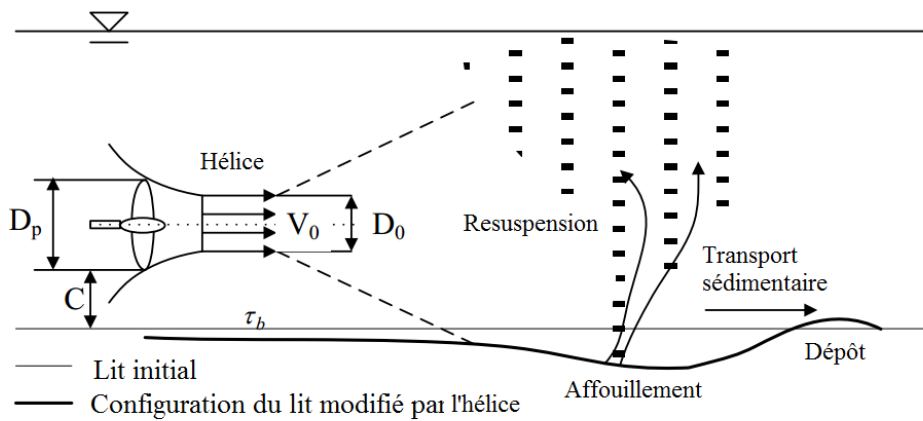 Hélice
Dp
V0
D0
C
τb
Resuspension
Transport
sédimentaire
Dépôt
Affouillement
Lit initial
Configuration du lit modifié par l'hélice